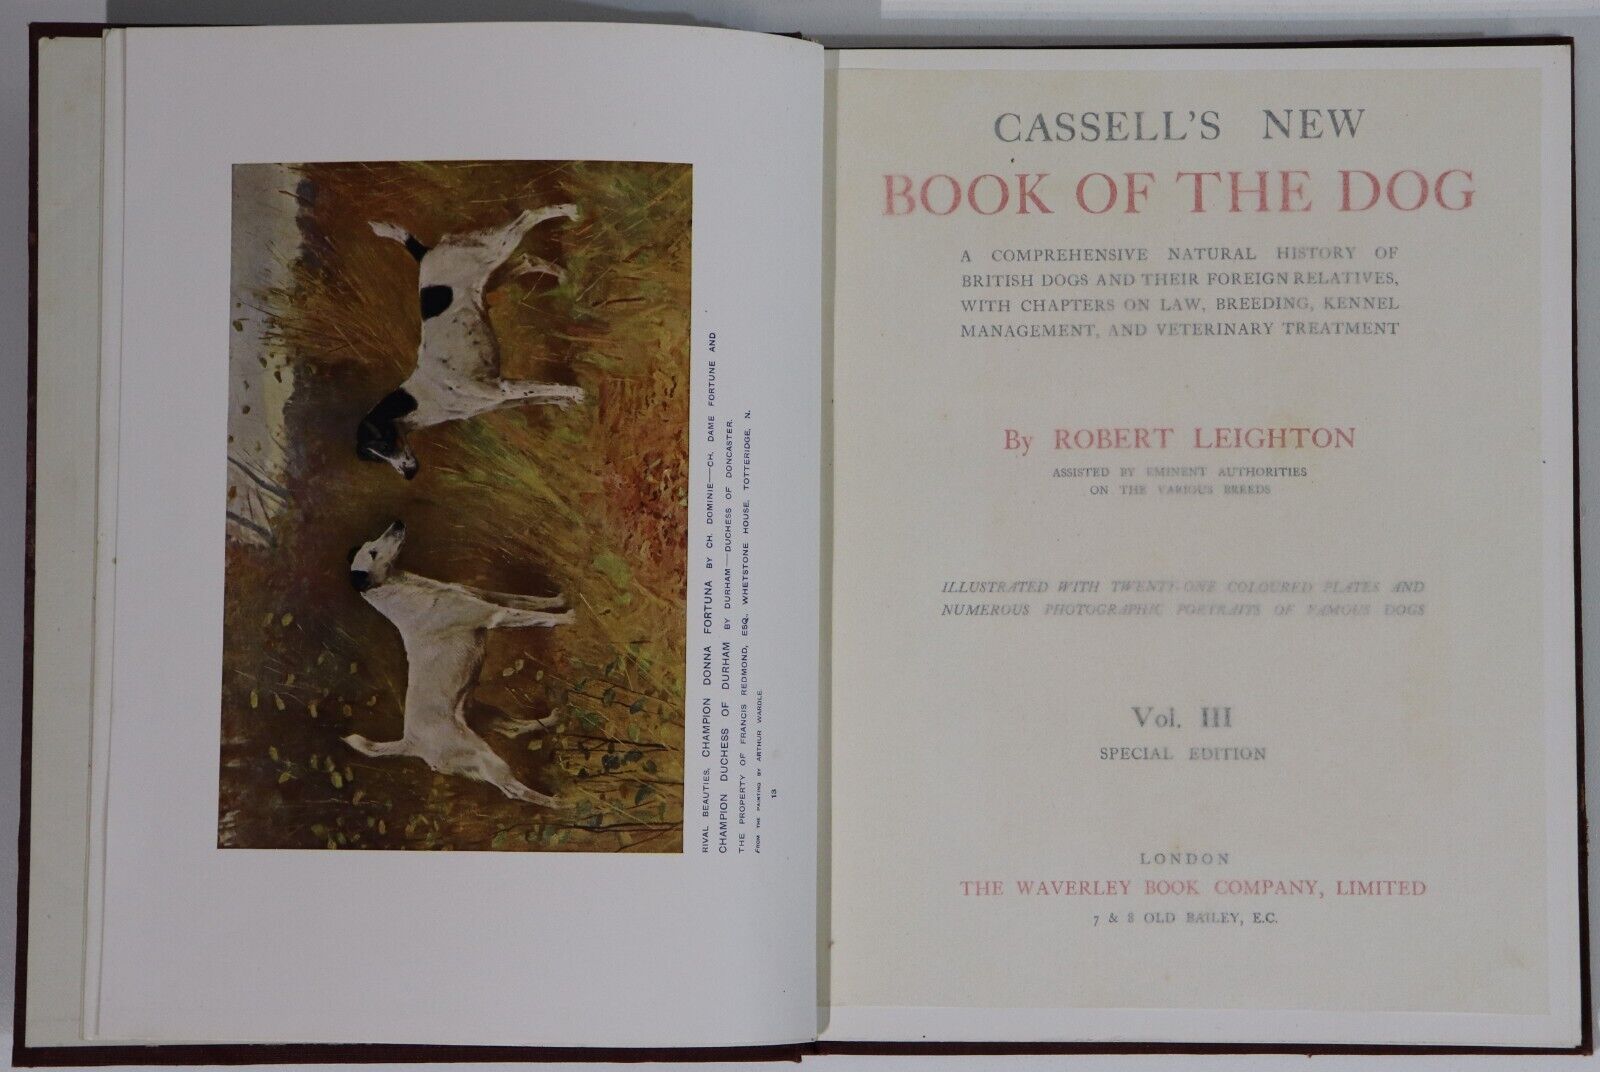 RIVAL BEAUTIES, CHAMPION DONNA FORTUNA BY CH. DOMINIE—CH. DAME FORTUNE AND
CHAMPION DUCHESS OF DURHAM BY DURHAM—DUCHESS OF DONCASTER.
THE PROPERTY OF FRANCIS REDMOND, ESQ., WHETSTONE HOUSE, TOTTERIDGE, N.
FROM THE PAINTING BY ARTHUR WARDLE.
13
CASSELL'S NEW
BOOK OF THE DOG
A COMPREHENSIVE NATURAL HISTORY OF
BRITISH DOGS AND THEIR FOREIGN RELATIVES,
WITH CHAPTERS ON LAW, BREEDING, KENNEL
MANAGEMENT, AND VETERINARY TREATMENT
By ROBERT LEIGHTON
ASSISTED BY EMINENT AUTHORITIES
ON THE VARIOUS BREEDS
ILLUSTRATED WITH TWENTY-ONE COLOURED PLATES AND
NUMEROUS PHOTOGRAPHIC PORTRAITS OF FAMOUS DOGS
Vol. III
SPECIAL EDITION
LONDON
THE WAVERLEY BOOK COMPANY, LIMITED
7 & 8 OLD BAILEY, E.C.